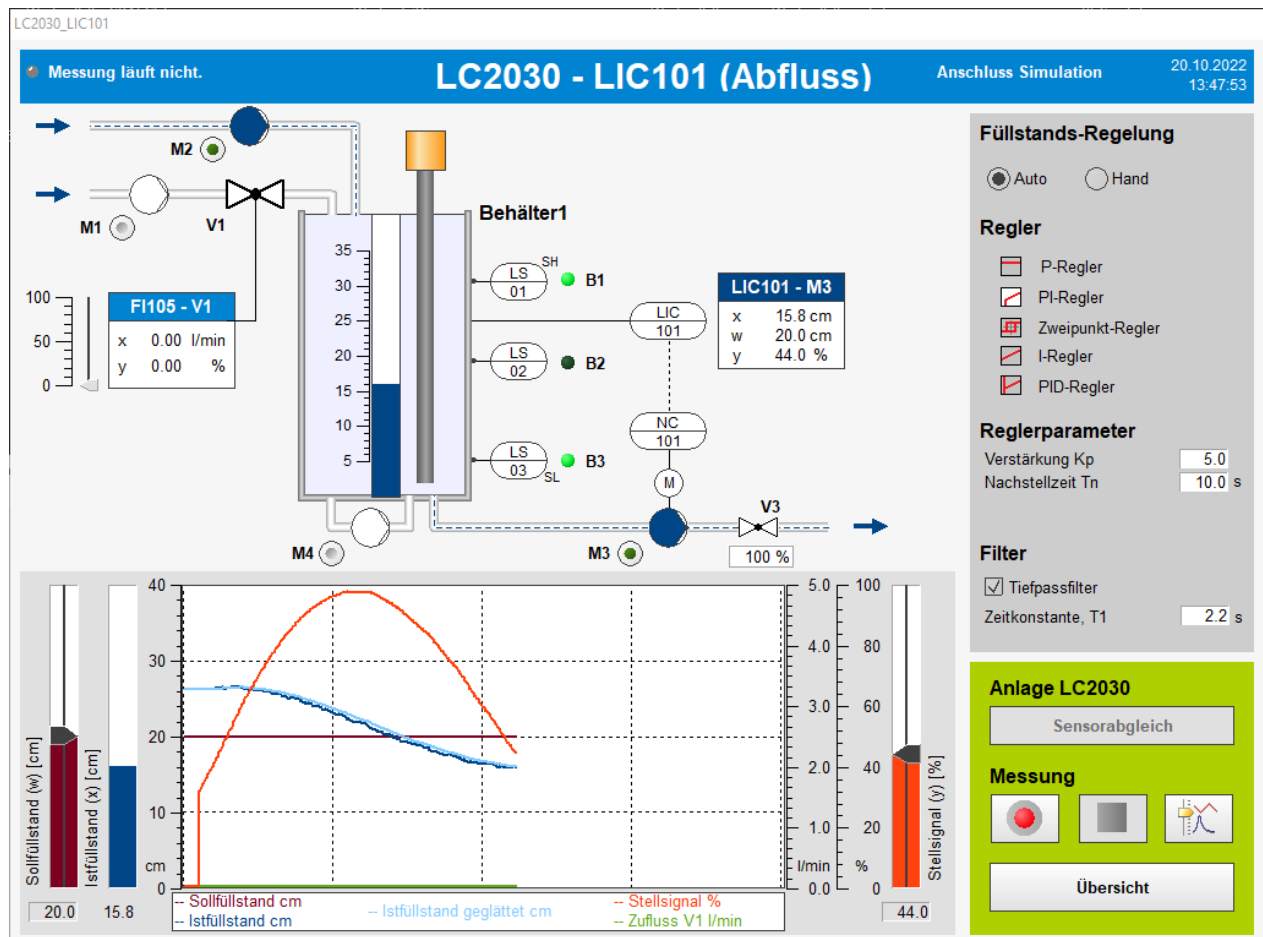 LC2030_LIC101
Messung läuft nicht.
LC2030 - LIC101 (Abfluss)
Anschluss Simulation
20.10.2022
13:47:53
M2
M1
V1
Behälter1
35
30
25
20
15
10
5
LS
01
SH
B1
LS
02
B2
LS
03
SL
B3
100
50
0
FI105 - V1
x 0.00 l/min
y 0.00 %
LIC
101
NC
101
M
LIC101 - M3
x 15.8 cm
w 20.0 cm
y 44.0 %
M4
M3
V3
100 %
Füllstands-Regelung
Auto
Hand
Regler
P-Regler
PI-Regler
Zweipunkt-Regler
I-Regler
PID-Regler
Reglerparameter
Verstärkung Kp 5.0
Nachstellzeit Tn 10.0 s
Filter
Tiefpassfilter
Zeitkonstante, T1 2.2 s
Anlage LC2030
Sensorabgleich
Messung
Übersicht
Sollfüllstand (w) [cm]
20.0
Istfüllstand (x) [cm]
15.8
40
30
20
10
cm
0
5.0
4.0
3.0
2.0
1.0
l/min
0.0
100
80
60
40
20
%
0
Stellsignal (y) [%]
44.0
-- Sollfüllstand cm
-- Istfüllstand cm
-- Istfüllstand geglättet cm
-- Stellsignal %
-- Zufluss V1 l/min